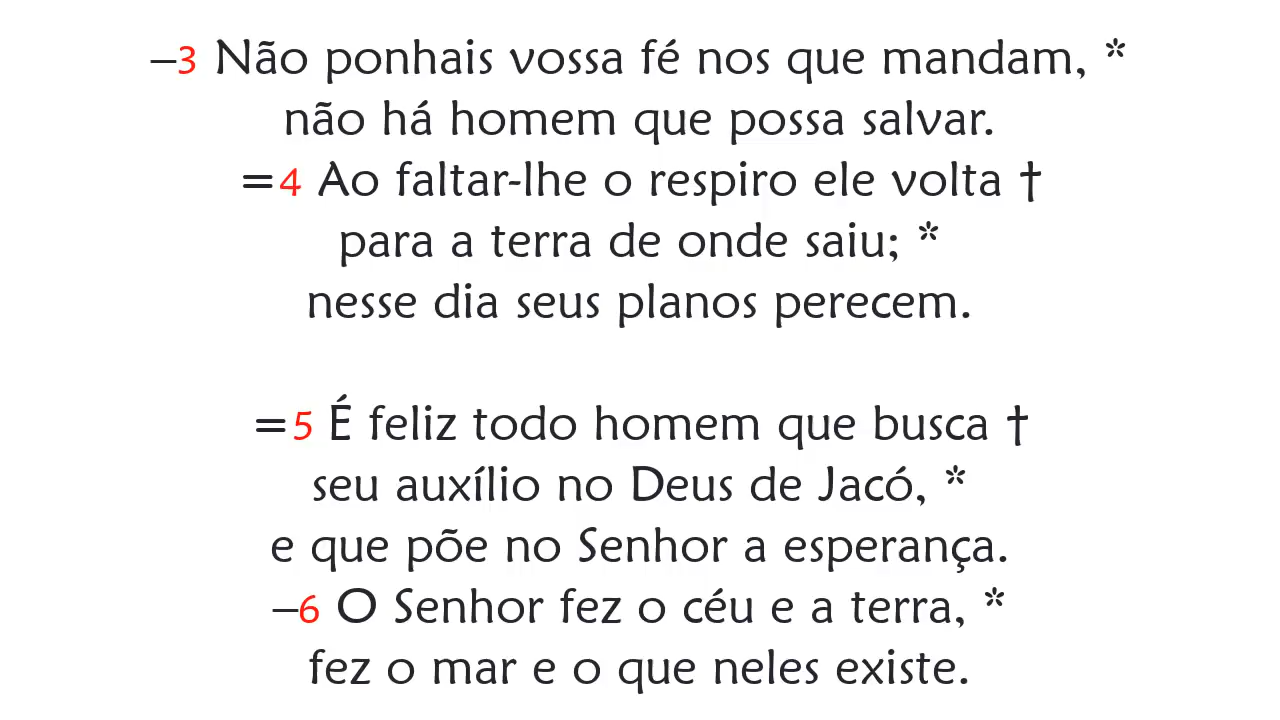 –3 Não ponhais vossa fé nos que mandam, *
não há homem que possa salvar.
=4 Ao faltar-lhe o respiro ele volta †
para a terra de onde saiu; *
nesse dia seus planos perecem.
=5 É feliz todo homem que busca †
seu auxílio no Deus de Jacó, *
e que põe no Senhor a esperança.
–6 O Senhor fez o céu e a terra, *
fez o mar e o que neles existe.